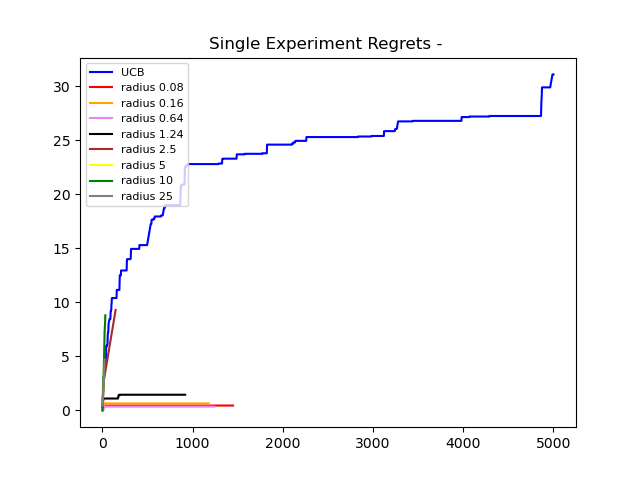 Single Experiment Regrets -
UCB
radius 0.08
radius 0.16
radius 0.64
radius 1.24
radius 2.5
radius 5
radius 10
radius 25
30
25
20
15
10
5
0
0 1000 2000 3000 4000 5000